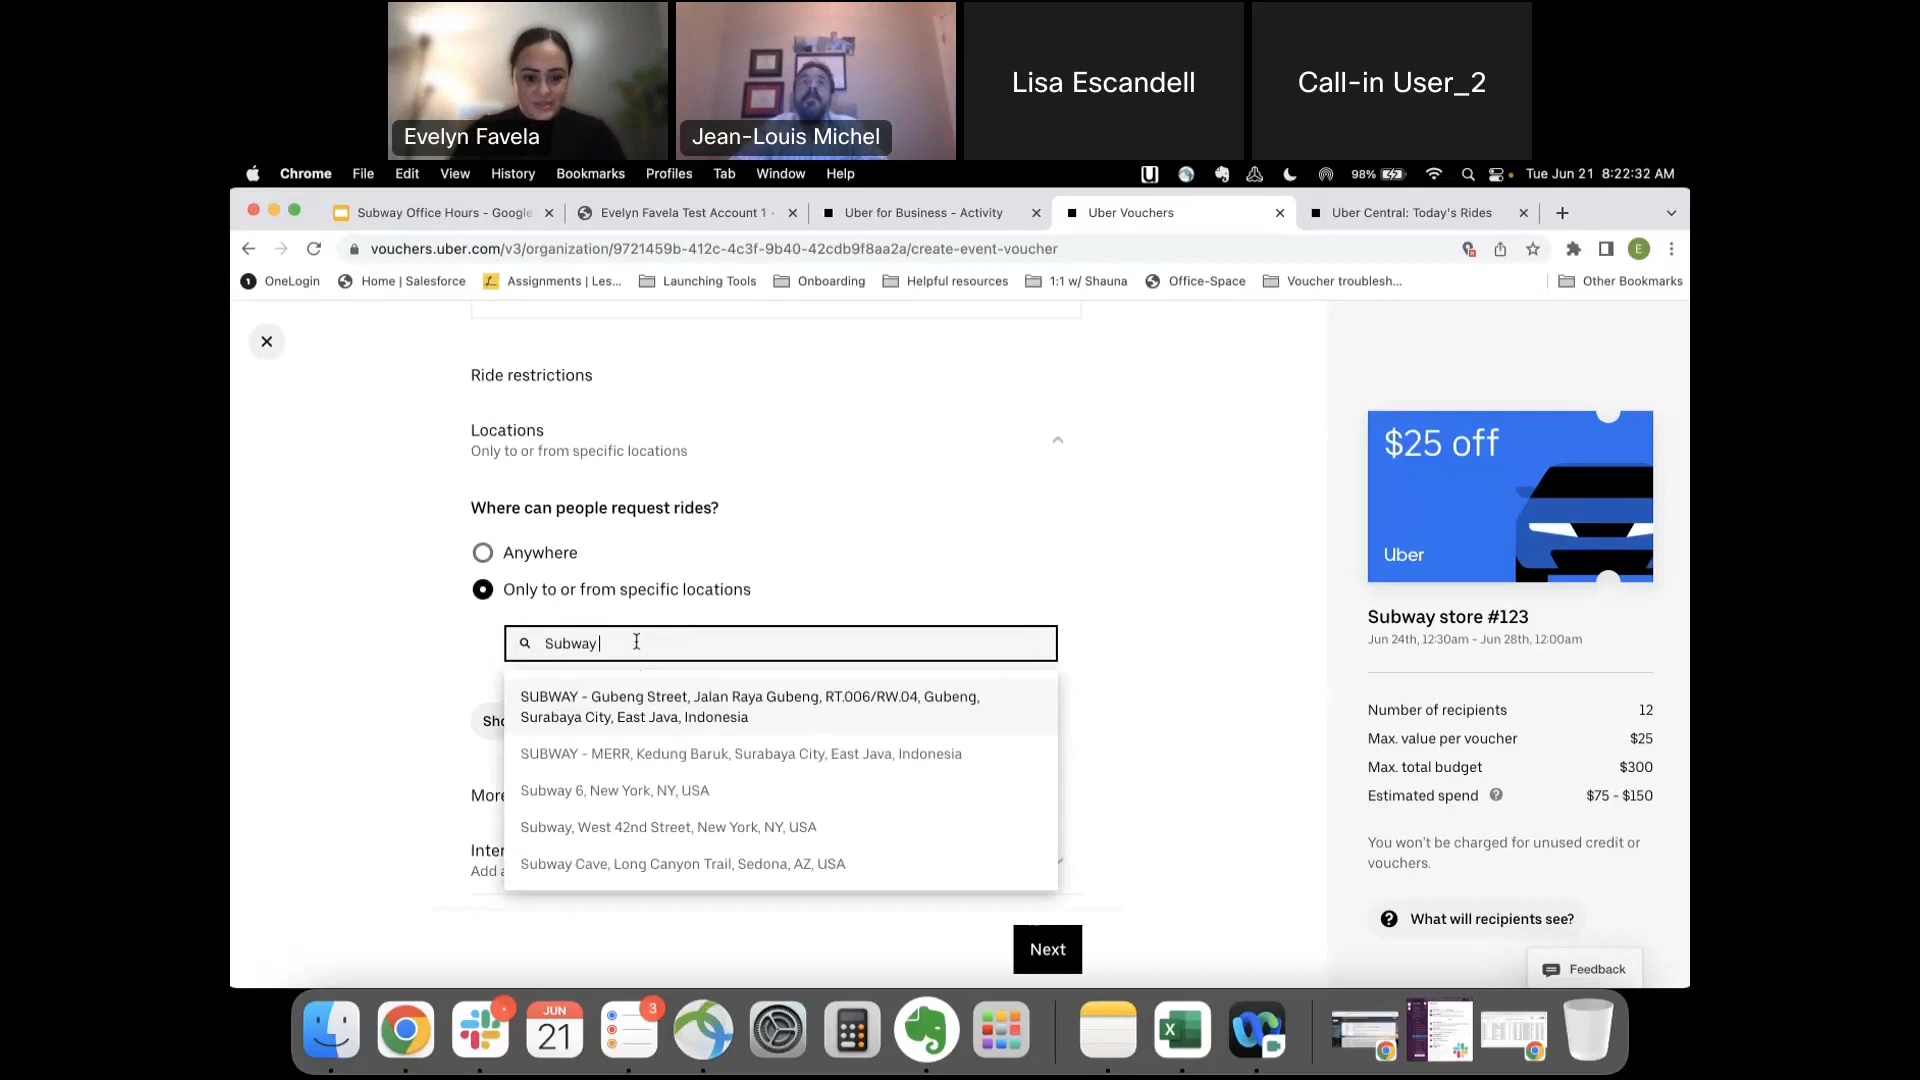 Evelyn Favela
Jean-Louis Michel
Lisa Escandell
Call-in User_2
Chrome File Edit View History Bookmarks Profiles Tab Window Help
98% Tue Jun 21 8:22:32 AM
Subway Office Hours - Google
Evelyn Favela Test Account 1 -
Uber for Business - Activity
Uber Vouchers
Uber Central: Today's Rides
vouchers.uber.com/v3/organization/9721459b-412c-4c3f-9b40-42cdb9f8aa2a/create-event-voucher
E
OneLogin
Home | Salesforce
Assignments | Les...
Launching Tools
Onboarding
Helpful resources
1:1 w/ Shauna
Office-Space
Voucher troublesh...
Other Bookmarks
Ride restrictions
Locations
Only to or from specific locations
Where can people request rides?
Anywhere
Only to or from specific locations
Subway
SUBWAY - Gubeng Street, Jalan Raya Gubeng, RT.006/RW.04, Gubeng,
Surabaya City, East Java, Indonesia
SUBWAY - MERR, Kedung Baruk, Surabaya City, East Java, Indonesia
Subway 6, New York, NY, USA
Subway, West 42nd Street, New York, NY, USA
Subway Cave, Long Canyon Trail, Sedona, AZ, USA
Sho
More
Inter
Add a
Next
$25 off
Uber
Subway store #123
Jun 24th, 12:30am - Jun 28th, 12:00am
Number of recipients 12
Max. value per voucher $25
Max. total budget $300
Estimated spend $75 - $150
You won't be charged for unused credit or
vouchers.
What will recipients see?
Feedback
3
JUN
21